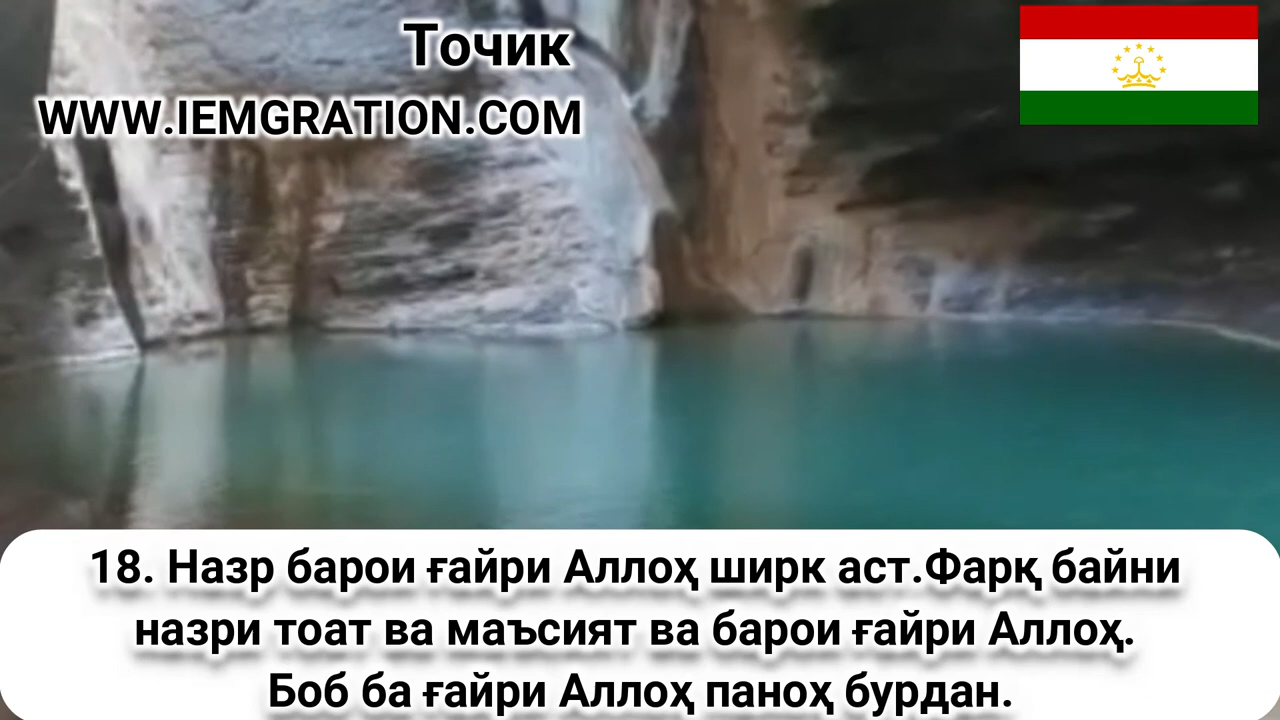 Точик
WWW.IEMGRATION.COM
18. Назр барои ғайри Аллоҳ ширк аст.Фарқ байни
назри тоат ва маъсият ва барои ғайри Аллоҳ.
Боб ба ғайри Аллоҳ паноҳ бурдан.